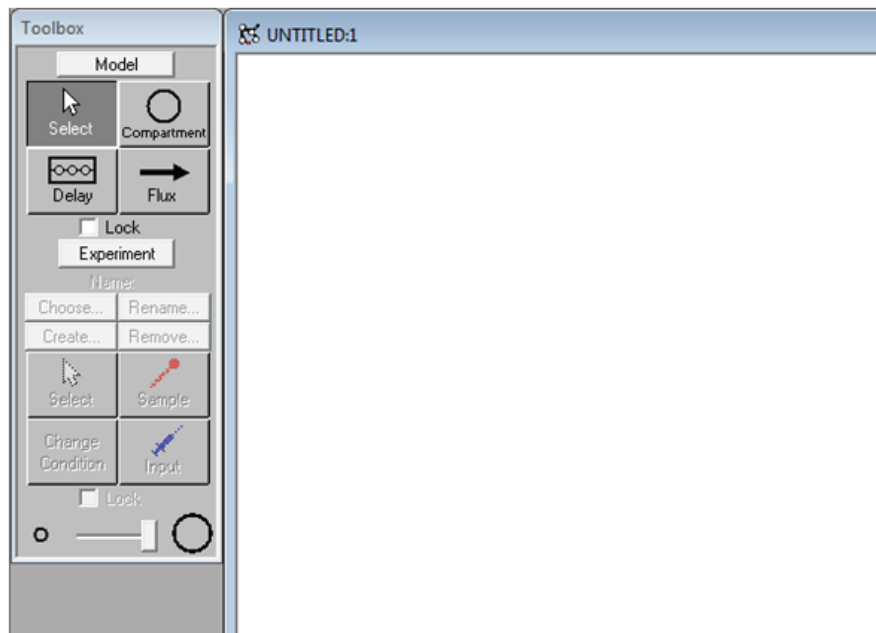 Toolbox
UNTITLED:1
Model
Select
Compartment
Delay
Flux
Lock
Experiment
Name:
Choose...
Rename...
Create...
Remove...
Select
Sample
Change
Condition
Input
Lock